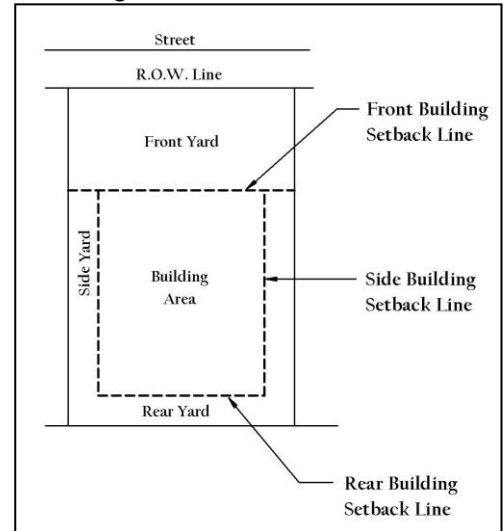 Street
R.O.W. Line
Front Building
Setback Line
Front Yard
Side Yard
Building
Area
Side Building
Setback Line
Rear Yard
Rear Building
Setback Line